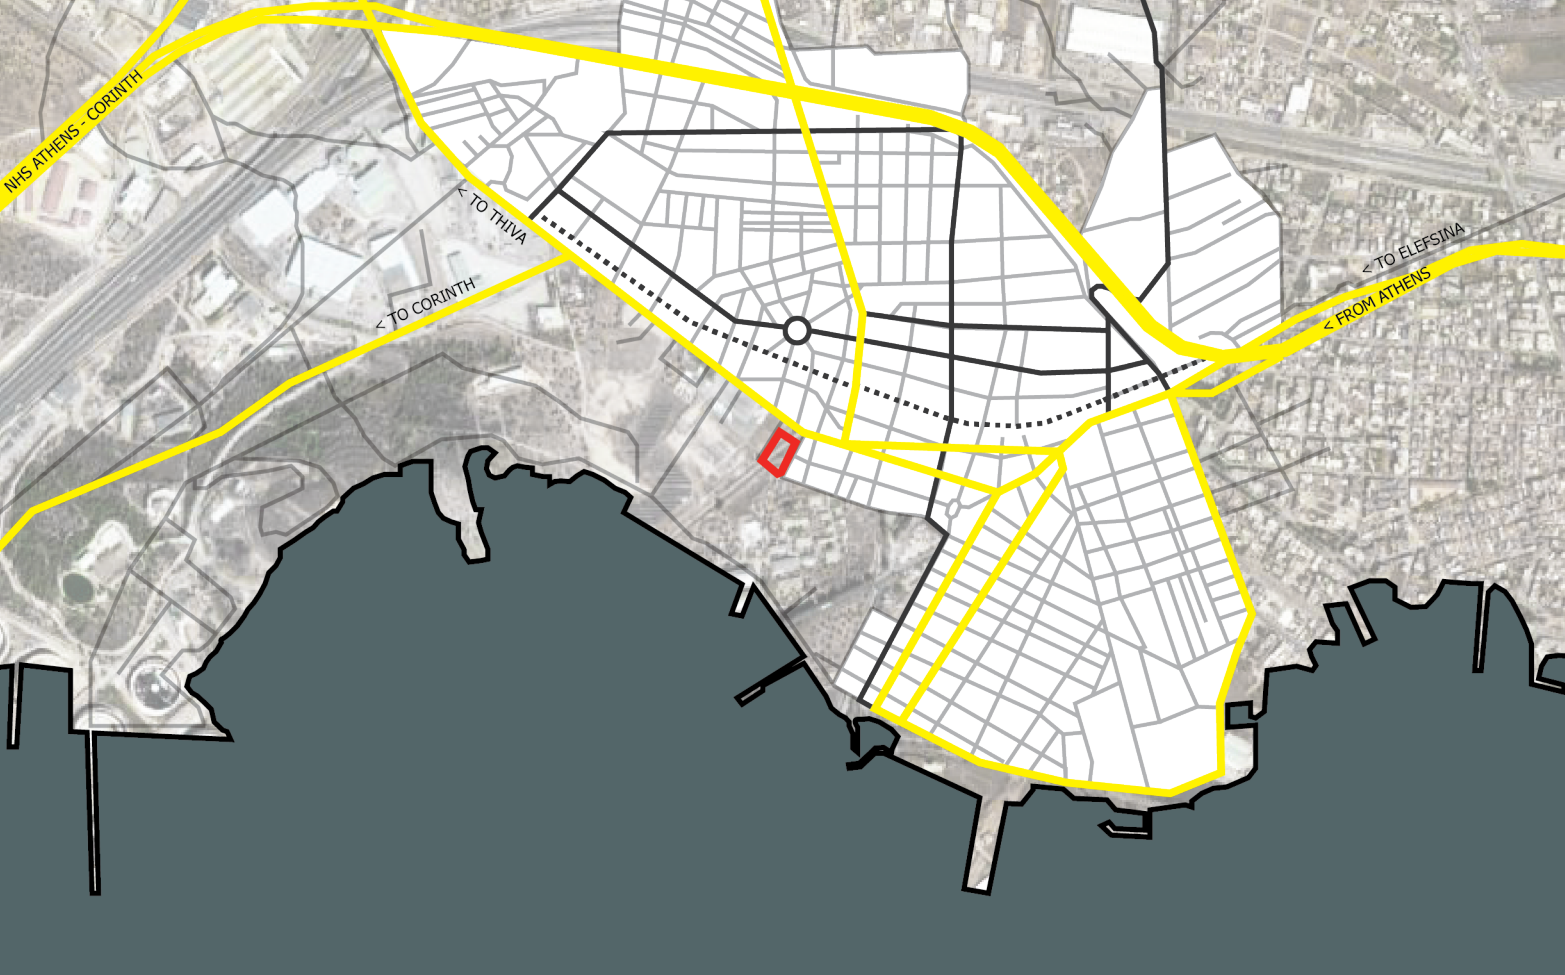 NHS ATHENS - CORINTH
< TO THIVA
< TO CORINTH
< TO ELEFSINA
< FROM ATHENS